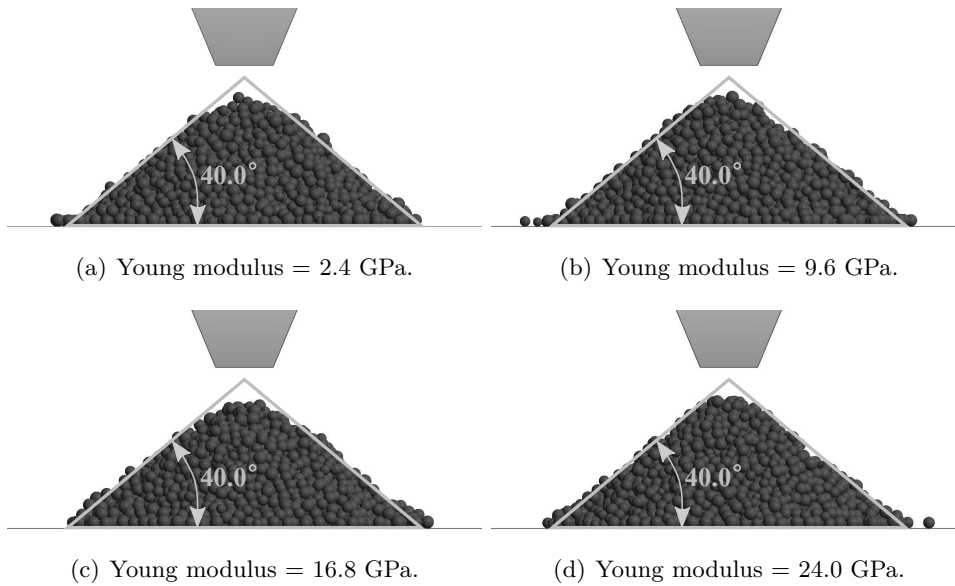 40.0°
40.0°
(a) Young modulus = 2.4 GPa.
(b) Young modulus = 9.6 GPa.
40.0°
40.0°
(c) Young modulus = 16.8 GPa.
(d) Young modulus = 24.0 GPa.